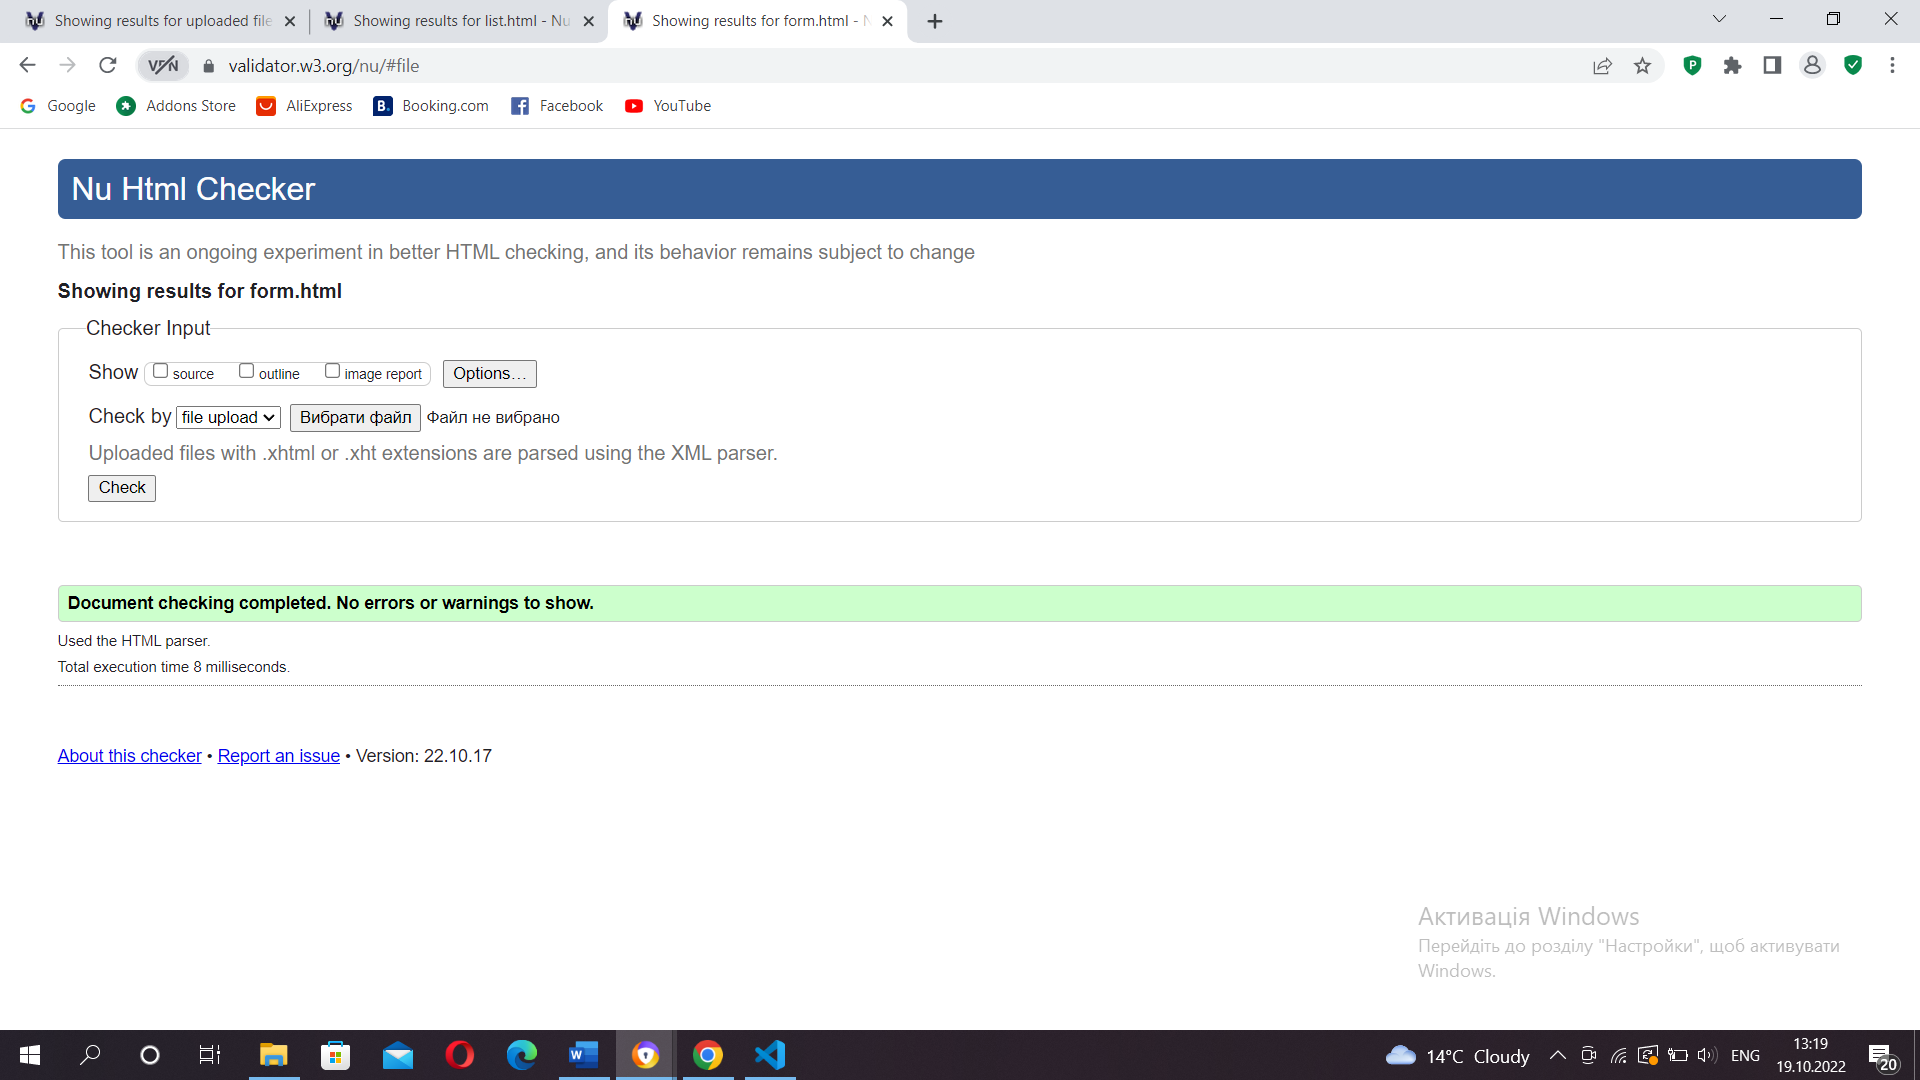 Showing results for uploaded file
Showing results for list.html - Nu
Showing results for form.html - N
VPN
validator.w3.org/nu/#file
Google
Addons Store
AliExpress
Booking.com
Facebook
YouTube
Nu Html Checker
This tool is an ongoing experiment in better HTML checking, and its behavior remains subject to change
Showing results for form.html
Checker Input
Show source outline image report Options...
Check by file upload Вибрати файл Файл не вибрано
Uploaded files with .xhtml or .xht extensions are parsed using the XML parser.
Check
Document checking completed. No errors or warnings to show.
Used the HTML parser.
Total execution time 8 milliseconds.
About this checker • Report an issue • Version: 22.10.17
Активація Windows
Перейдіть до розділу "Настройки", щоб активувати
Windows.
14°C Cloudy
ENG
13:19
19.10.2022
20